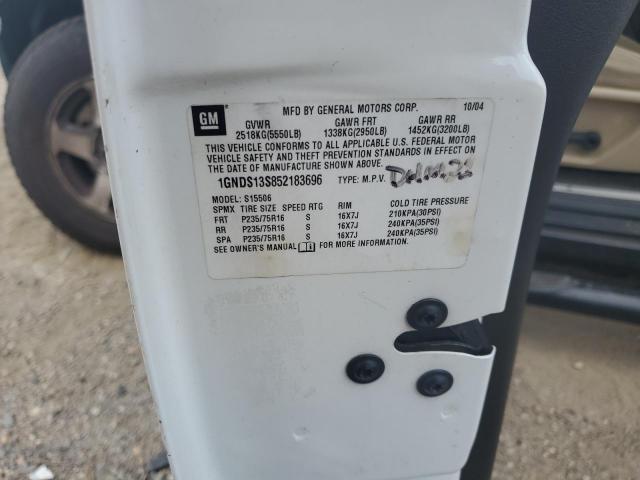 GM
MFD BY GENERAL MOTORS CORP. 10/04
GVWR GAWR FRT GAWR RR
2518KG(5550LB) 1338KG(2950LB) 1452KG(3200LB)
THIS VEHICLE CONFORMS TO ALL APPLICABLE U.S. FEDERAL MOTOR
VEHICLE SAFETY AND THEFT PREVENTION STANDARDS IN EFFECT ON
THE DATE OF MANUFACTURE SHOWN ABOVE.
1GNDS13S852183696 TYPE: M.P.V.
MODEL: S15506
SPMX TIRE SIZE SPEED RTG RIM COLD TIRE PRESSURE
FRT P235/75R16 S 16X7J 210KPA(30PSI)
RR P235/75R16 S 16X7J 240KPA(35PSI)
SPA P235/75R16 S 16X7J 240KPA(35PSI)
SEE OWNER'S MANUAL FOR MORE INFORMATION.